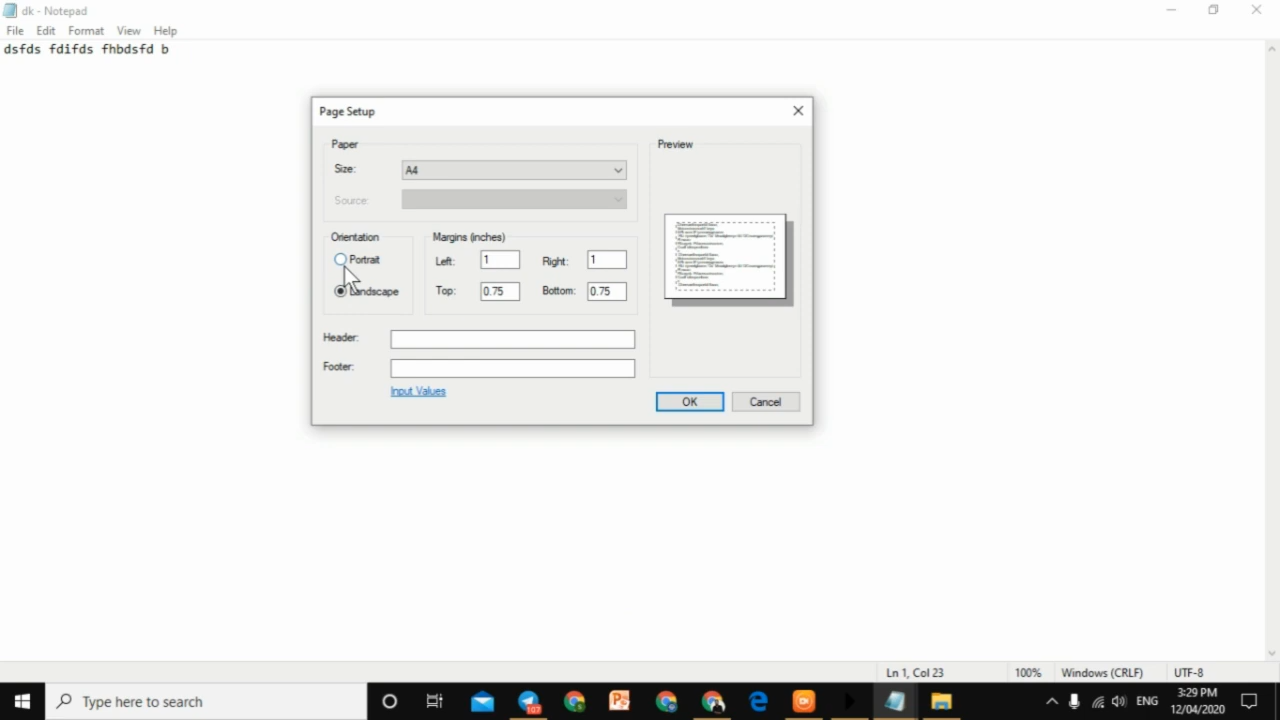 dk - Notepad
File Edit Format View Help
dsfds fdifds fhbdsfd b
Page Setup
Paper
Size: A4
Source:
Orientation
Portrait
Landscape
Margins (inches)
Left: 1 Right: 1
Top: 0.75 Bottom: 0.75
Header:
Footer:
Input Values
Preview
OK Cancel
Ln 1, Col 23 100% Windows (CRLF) UTF-8
Type here to search
107
ENG
3:29 PM
12/04/2020